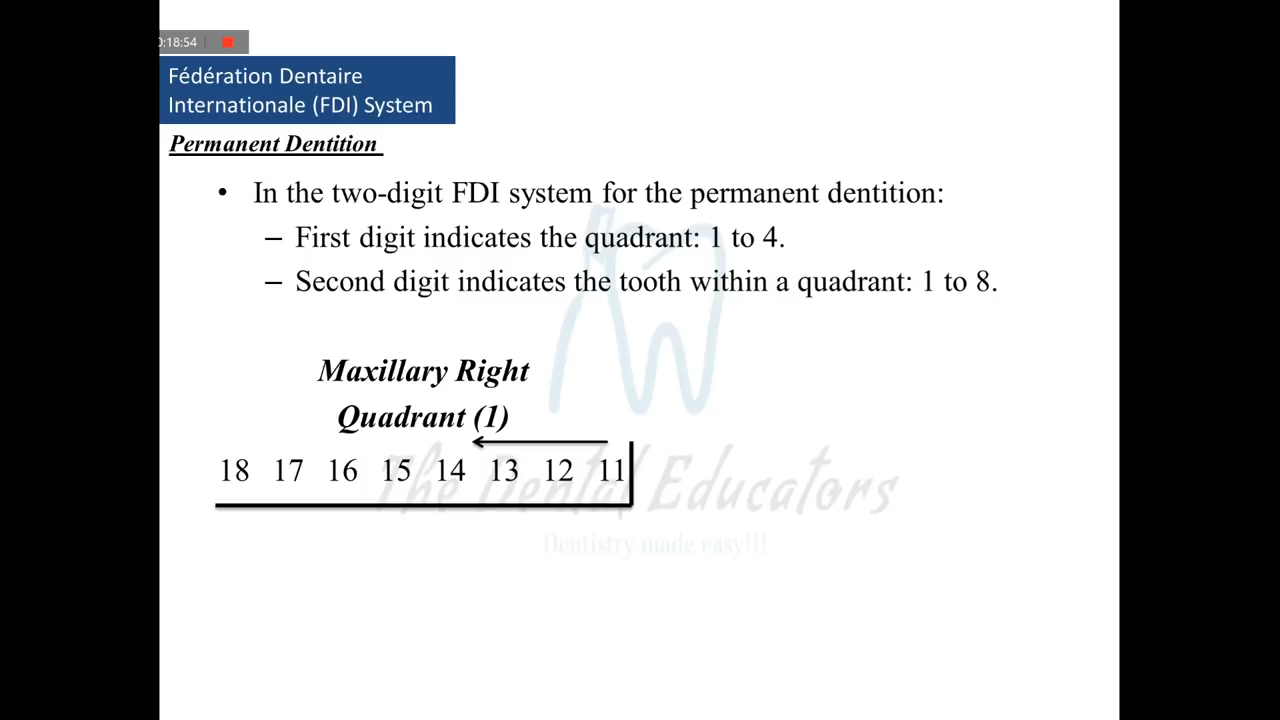 0:18:54
Fédération Dentaire
Internationale (FDI) System
Permanent Dentition
• In the two-digit FDI system for the permanent dentition:
– First digit indicates the quadrant: 1 to 4.
– Second digit indicates the tooth within a quadrant: 1 to 8.
Maxillary Right
Quadrant (1)
18 17 16 15 14 13 12 11
The Dental Educators
Dentistry made easy!!!